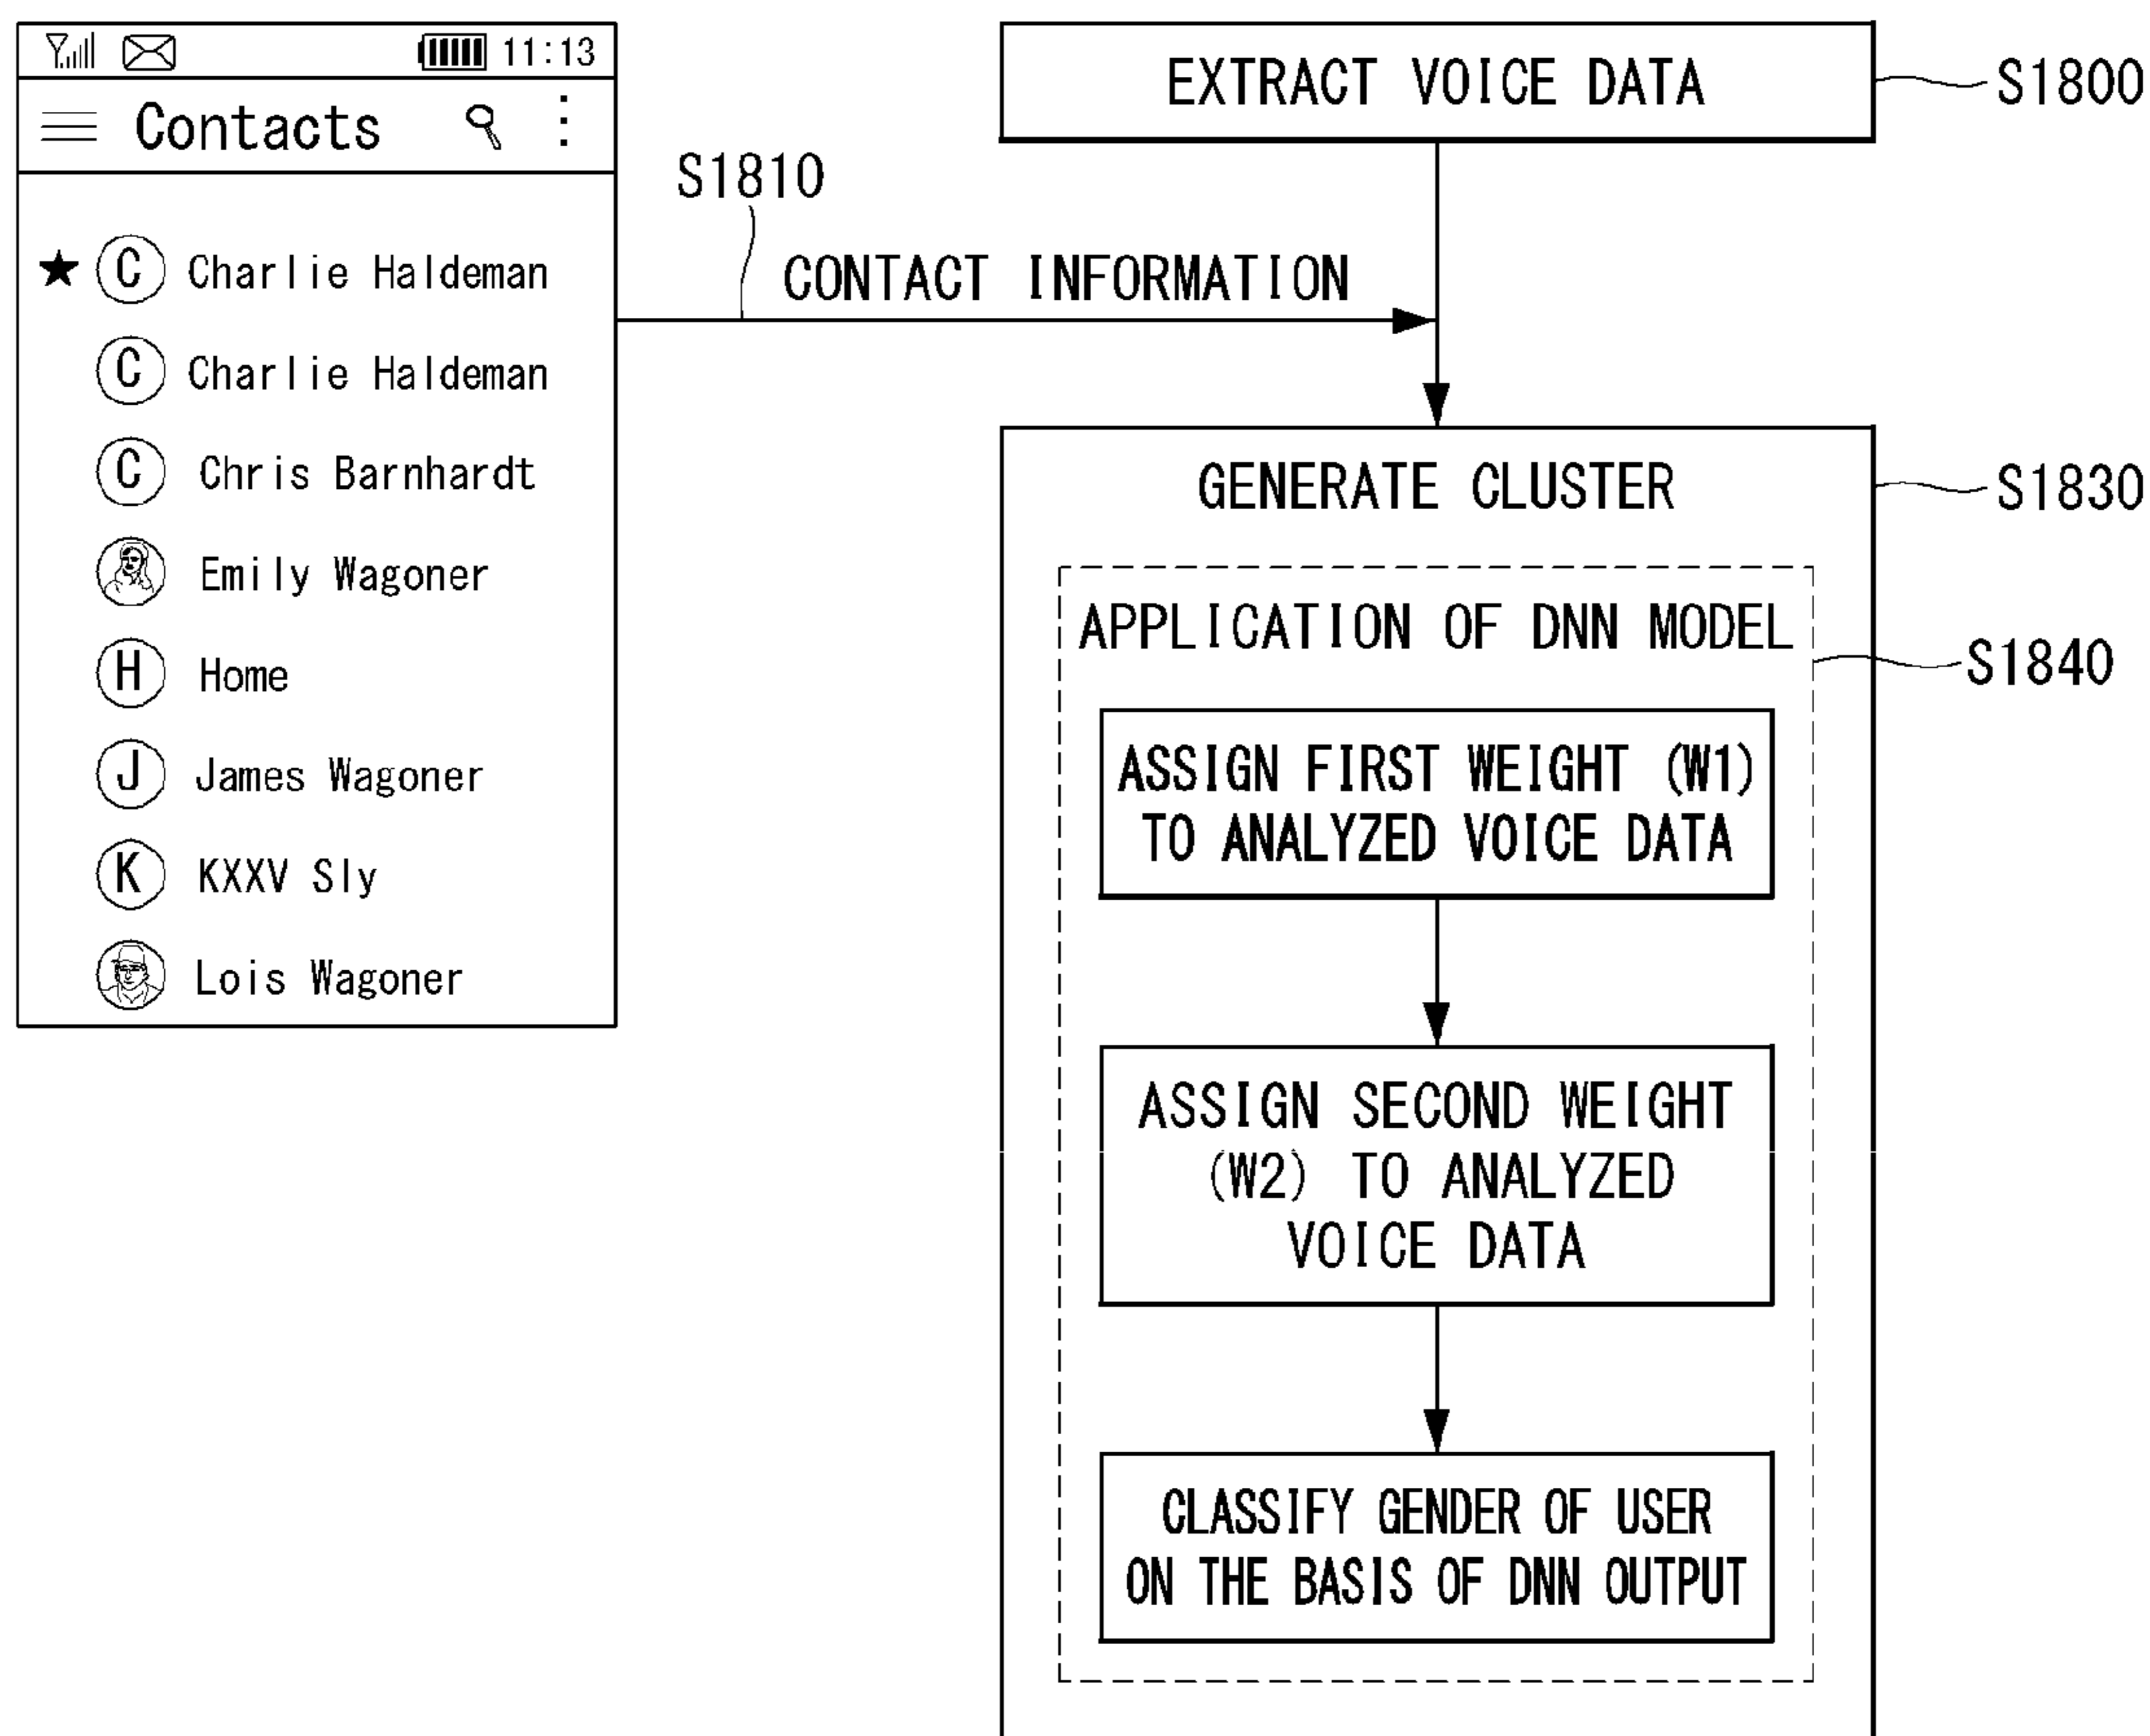 11:13
Contacts
★ C Charlie Haldeman
C Charlie Haldeman
C Chris Barnhardt
Emily Wagoner
H Home
J James Wagoner
K KXXV Sly
Lois Wagoner
S1810
CONTACT INFORMATION
EXTRACT VOICE DATA
S1800
GENERATE CLUSTER
S1830
APPLICATION OF DNN MODEL
S1840
ASSIGN FIRST WEIGHT (W1)
TO ANALYZED VOICE DATA
ASSIGN SECOND WEIGHT
(W2) TO ANALYZED
VOICE DATA
CLASSIFY GENDER OF USER
ON THE BASIS OF DNN OUTPUT